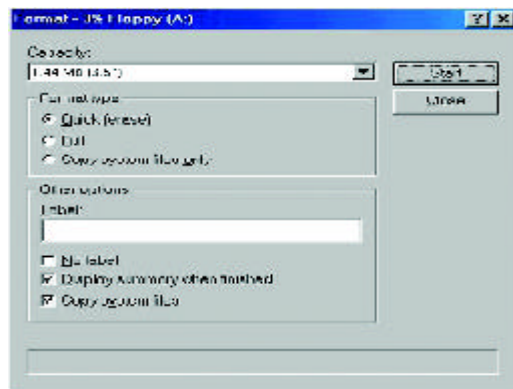 Format - 3½ Floppy (A:)
Capacity:
1.44 Mb (3.5")
Start
Close
Format type
Quick (erase)
Full
Copy system files only
Other options
Label:
No label
Display summary when finished
Copy system files